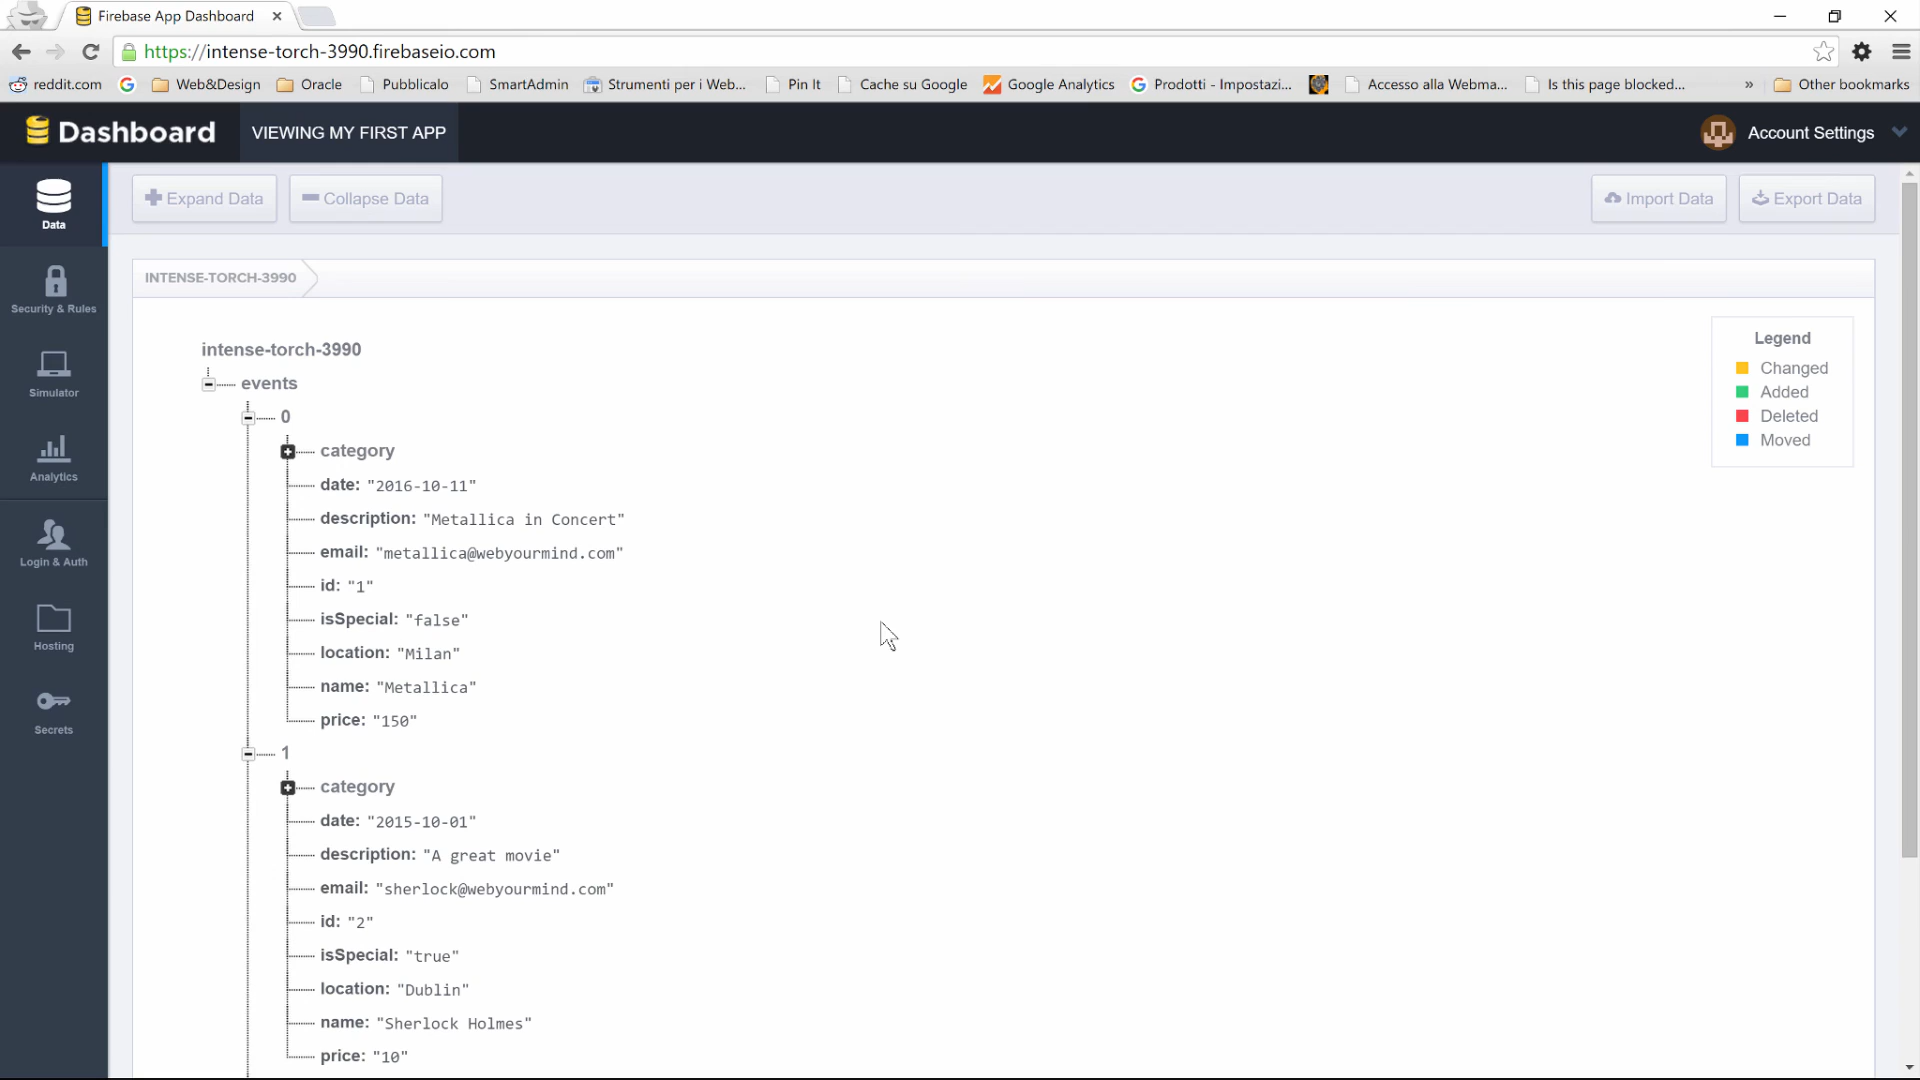 Firebase App Dashboard
https://intense-torch-3990.firebaseio.com
reddit.com Web&Design Oracle Pubblicalo SmartAdmin Strumenti per i Web... Pin It Cache su Google Google Analytics Prodotti - Impostazi... Accesso alla Webma... Is this page blocked... » Other bookmarks
Dashboard VIEWING MY FIRST APP Account Settings
Data
Security & Rules
Simulator
Analytics
Login & Auth
Hosting
Secrets
Expand Data Collapse Data Import Data Export Data
INTENSE-TORCH-3990
intense-torch-3990
events
0
category
date: "2016-10-11"
description: "Metallica in Concert"
email: "metallica@webyourmind.com"
id: "1"
isSpecial: "false"
location: "Milan"
name: "Metallica"
price: "150"
1
category
date: "2015-10-01"
description: "A great movie"
email: "sherlock@webyourmind.com"
id: "2"
isSpecial: "true"
location: "Dublin"
name: "Sherlock Holmes"
price: "10"
Legend
Changed
Added
Deleted
Moved